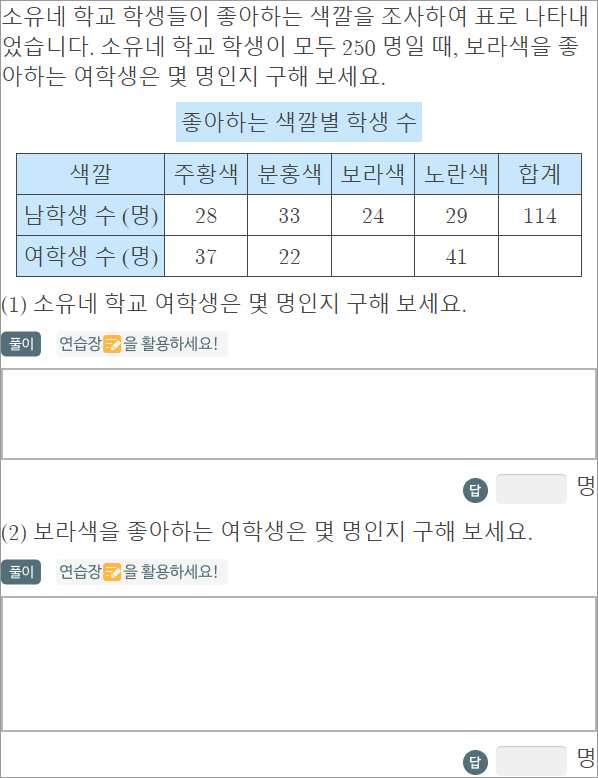 소유네 학교 학생들이 좋아하는 색깔을 조사하여 표로 나타내
었습니다. 소유네 학교 학생이 모두 250 명일 때, 보라색을 좋
아하는 여학생은 몇 명인지 구해 보세요.
좋아하는 색깔별 학생 수
색깔 주황색 분홍색 보라색 노란색 합계
남학생 수 (명) 28 33 24 29 114
여학생 수 (명) 37 22 41
(1) 소유네 학교 여학생은 몇 명인지 구해 보세요.
풀이 연습장을 활용하세요!
답 명
(2) 보라색을 좋아하는 여학생은 몇 명인지 구해 보세요.
풀이 연습장을 활용하세요!
답 명